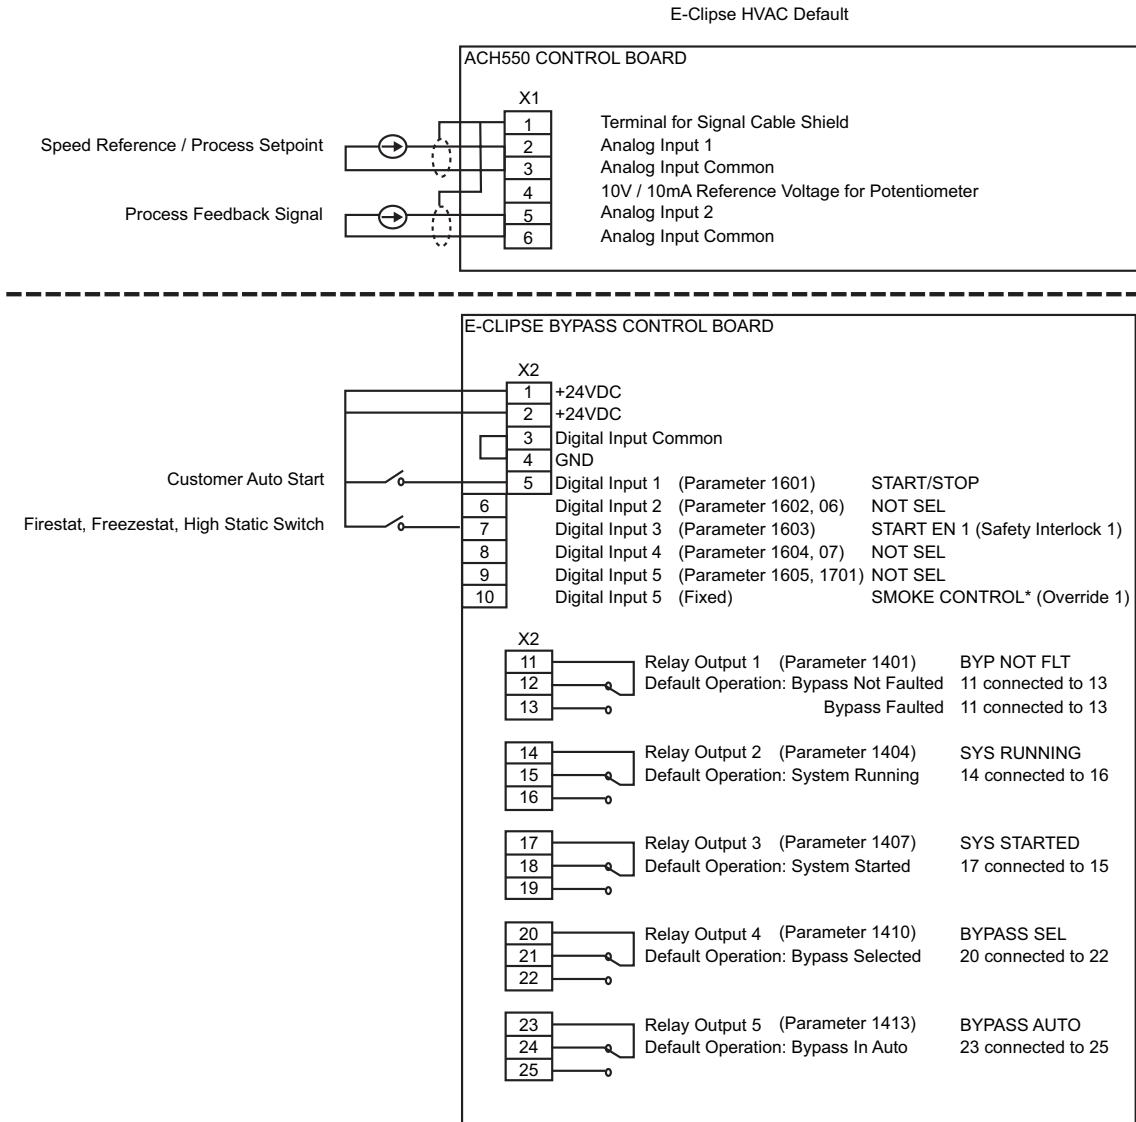 E-Clipse HVAC Default
ACH550 CONTROL BOARD
X1
1 Terminal for Signal Cable Shield
Speed Reference / Process Setpoint 2 Analog Input 1
3 Analog Input Common
4 10V / 10mA Reference Voltage for Potentiometer
Process Feedback Signal 5 Analog Input 2
6 Analog Input Common
E-CLIPSE BYPASS CONTROL BOARD
X2
1 +24VDC
2 +24VDC
3 Digital Input Common
4 GND
Customer Auto Start 5 Digital Input 1 (Parameter 1601) START/STOP
6 Digital Input 2 (Parameter 1602, 06) NOT SEL
Firestat, Freezestat, High Static Switch 7 Digital Input 3 (Parameter 1603) START EN 1 (Safety Interlock 1)
8 Digital Input 4 (Parameter 1604, 07) NOT SEL
9 Digital Input 5 (Parameter 1605, 1701) NOT SEL
10 Digital Input 5 (Fixed) SMOKE CONTROL* (Override 1)
X2
11 Relay Output 1 (Parameter 1401) BYP NOT FLT
12 Default Operation: Bypass Not Faulted 11 connected to 13
13 Bypass Faulted 11 connected to 13
14 Relay Output 2 (Parameter 1404) SYS RUNNING
15 Default Operation: System Running 14 connected to 16
16
17 Relay Output 3 (Parameter 1407) SYS STARTED
18 Default Operation: System Started 17 connected to 15
19
20 Relay Output 4 (Parameter 1410) BYPASS SEL
21 Default Operation: Bypass Selected 20 connected to 22
22
23 Relay Output 5 (Parameter 1413) BYPASS AUTO
24 Default Operation: Bypass In Auto 23 connected to 25
25